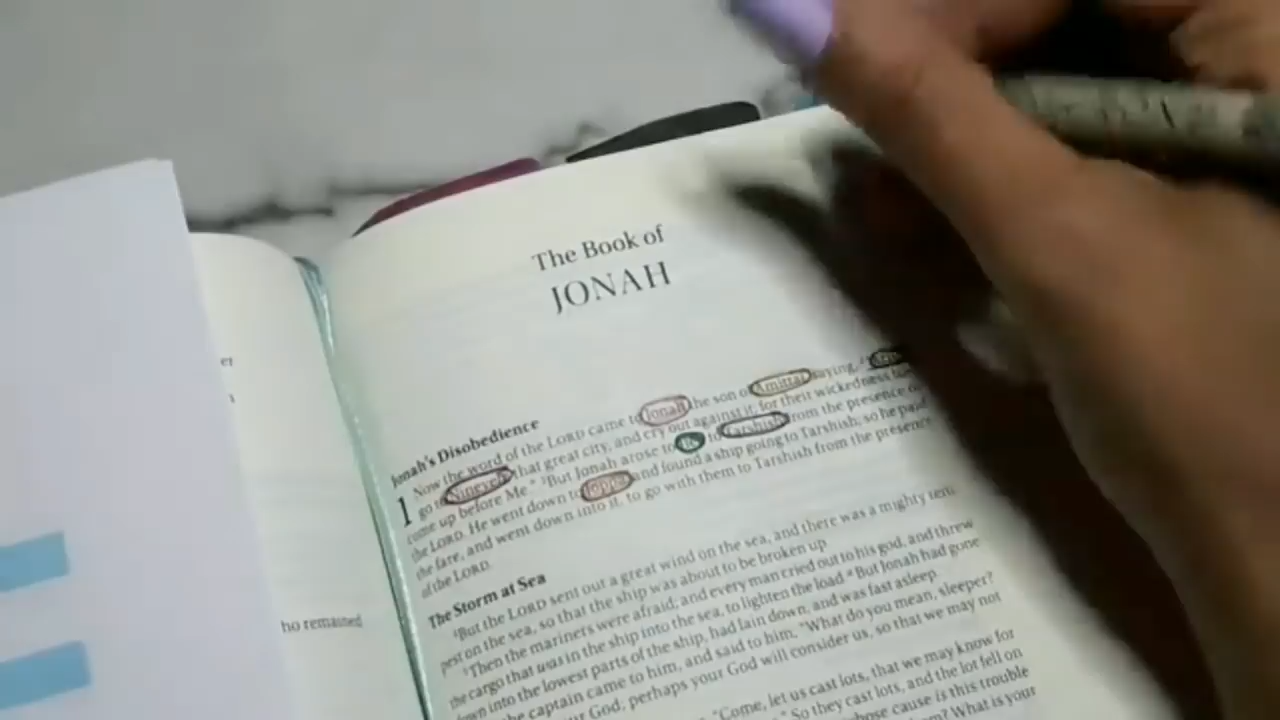 The Book of
JONAH
Jonah's Disobedience
1 Now the word of the LORD came to Jonah the son of Amittai saying, 2
go to Nineveh that great city, and cry out against it, for their wickedness
come up before Me." 3But Jonah arose to to Tarshish from the presence of
the LORD. He went down to Joppa and found a ship going to Tarshish; so he paid
the fare, and went down into it, to go with them to Tarshish from the presence
of the LORD.
The Storm at Sea
4But the LORD sent out a great wind on the sea, and there was a mighty tem-
pest on the sea, so that the ship was about to be broken up.
5Then the mariners were afraid; and every man cried out to his god, and threw
the cargo that was in the ship into the sea, to lighten the load. But Jonah had gone
down into the lowest parts of the ship, had lain down, and was fast asleep.
the captain came to him, and said to him, "What do you mean, sleeper?
your God; perhaps your God will consider us, so that we may not
"Come, let us cast lots, that we may know for
So they cast lots, and the lot fell on
whose cause is this trouble
What is your
er
ho remained